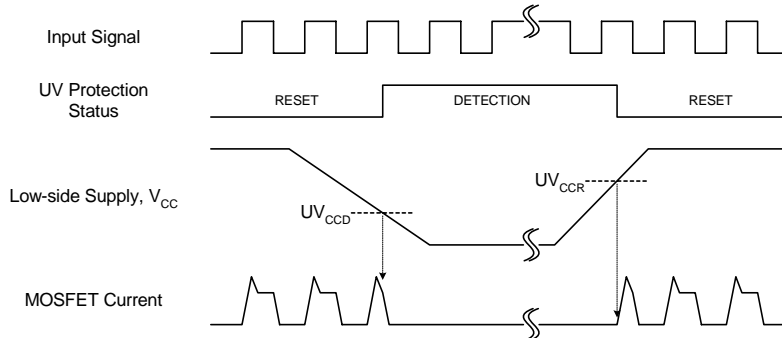 Input Signal
UV Protection
Status
RESET
DETECTION
RESET
Low-side Supply, VCC
UVCCD
UVCCR
MOSFET Current